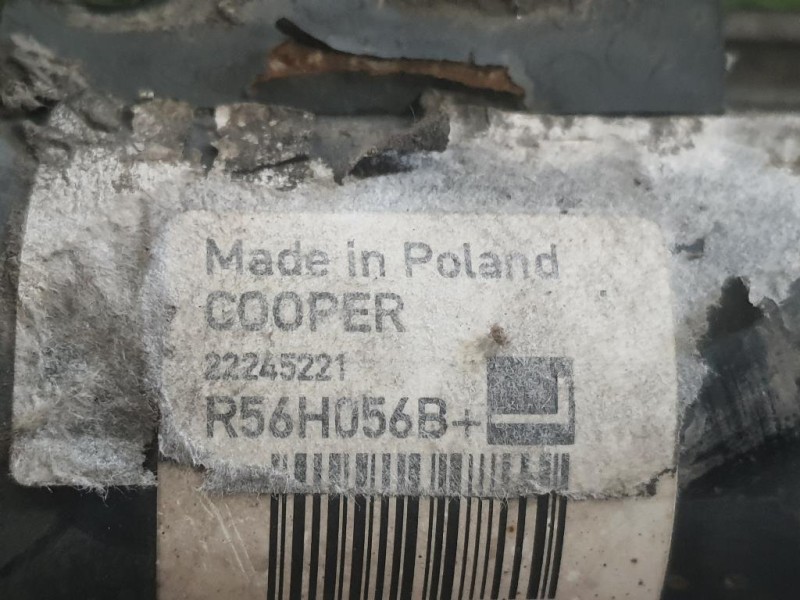 Made in Poland
COOPER
22245221
R56H056B+